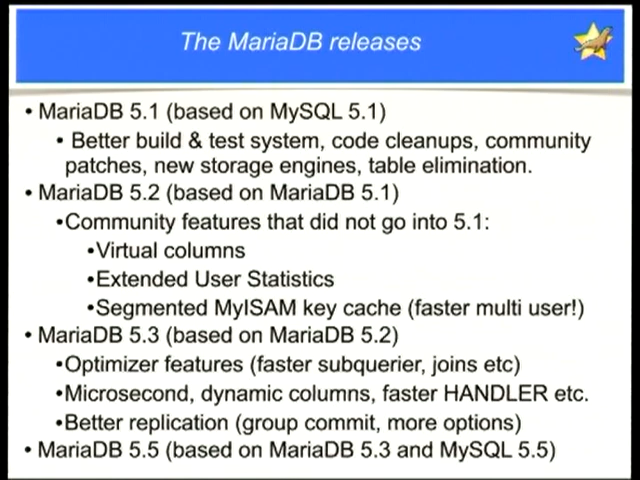 The MariaDB releases
• MariaDB 5.1 (based on MySQL 5.1)
• Better build & test system, code cleanups, community
patches, new storage engines, table elimination.
• MariaDB 5.2 (based on MariaDB 5.1)
•Community features that did not go into 5.1:
•Virtual columns
•Extended User Statistics
•Segmented MyISAM key cache (faster multi user!)
• MariaDB 5.3 (based on MariaDB 5.2)
•Optimizer features (faster subquerier, joins etc)
•Microsecond, dynamic columns, faster HANDLER etc.
•Better replication (group commit, more options)
• MariaDB 5.5 (based on MariaDB 5.3 and MySQL 5.5)